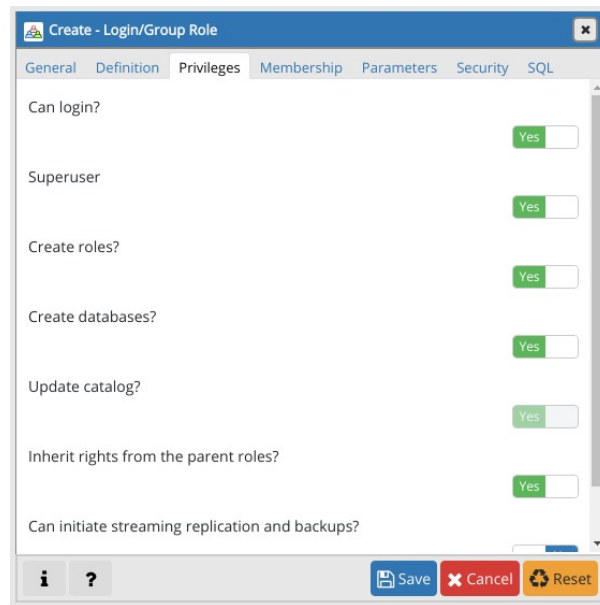 Create - Login/Group Role
General Definition Privileges Membership Parameters Security SQL
Can login?
Yes
Superuser
Yes
Create roles?
Yes
Create databases?
Yes
Update catalog?
Yes
Inherit rights from the parent roles?
Yes
Can initiate streaming replication and backups?
i ? Save Cancel Reset